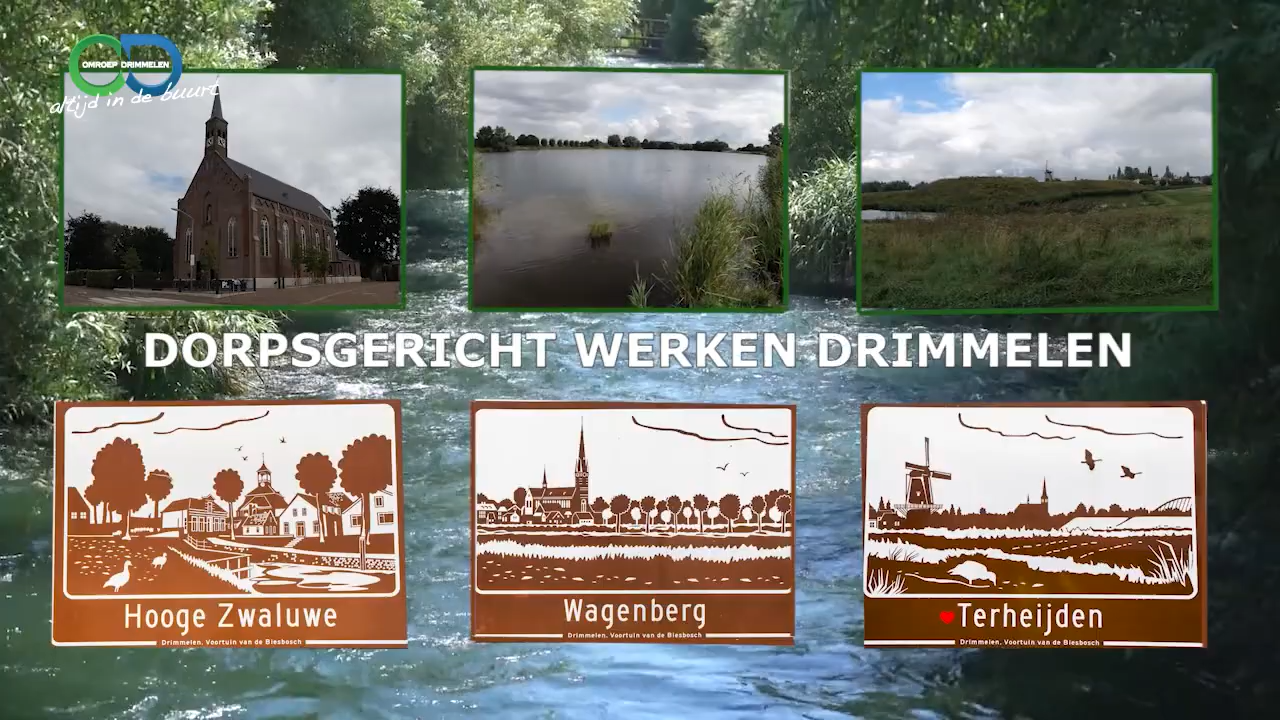 OMROEP DRIMMELEN
altijd in de buurt
DORPSGERICHT WERKEN DRIMMELEN
Hooge Zwaluwe
Drimmelen, Voortuin van de Biesbosch
Wagenberg
Drimmelen, Voortuin van de Biesbosch
Terheijden
Drimmelen, Voortuin van de Biesbosch